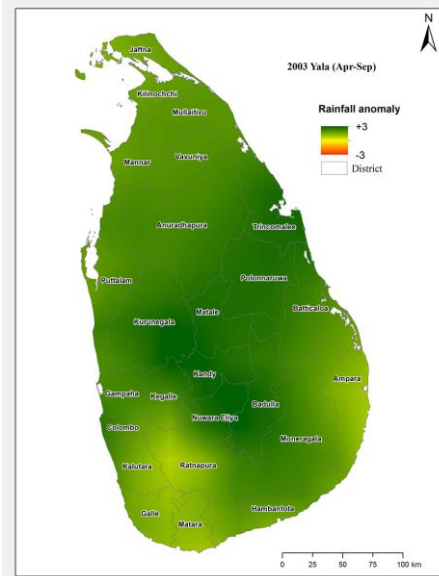 N
2003 Yala (Apr-Sep)
Rainfall anomaly
+3
-3
District
Jaffna
Kilinochchi
Mullaitivu
Mannar
Vavuniya
Anuradhapura
Trincomalee
Polonnaruwa
Puttalam
Matale
Batticaloa
Kurunegala
Kandy
Ampara
Gampaha
Kegalle
Badulla
Nuwara Eliya
Colombo
Moneragala
Kalutara
Ratnapura
Hambantota
Galle
Matara
0 25 50 75 100 km